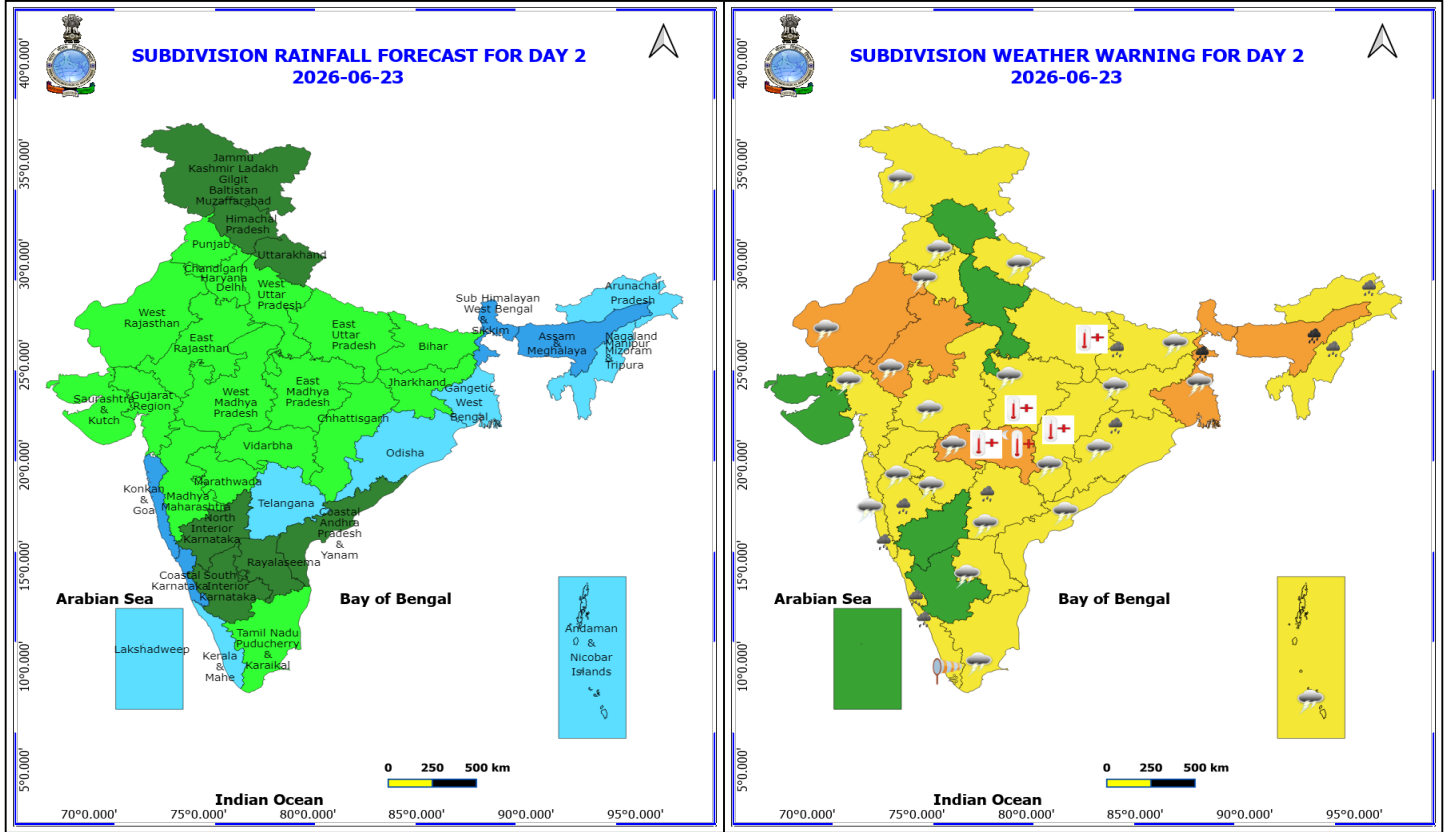 SUBDIVISION RAINFALL FORECAST FOR DAY 2
2026-06-23
40°0.000'
35°0.000'
30°0.000'
25°0.000'
20°0.000'
15°0.000'
10°0.000'
5°0.000'
Jammu
Kashmir Ladakh
Gilgit
Baltistan
Muzaffarabad
Himachal
Pradesh
Uttarakhand
Punjab
Chandigarh
Haryana
Delhi
West
Uttar
Pradesh
West
Rajasthan
East
Rajasthan
East
Uttar
Pradesh
Bihar
Sub Himalayan
West Bengal
&
Sikkim
Arunachal
Pradesh
Assam
&
Meghalaya
Nagaland
Manipur
Mizoram
&
Tripura
Saurashtra
&
Kutch
Gujarat
Region
West
Madhya
Pradesh
East
Madhya
Pradesh
Jharkhand
Gangetic
West
Bengal
Chhattisgarh
Vidarbha
Odisha
Konkan
&
Goa
Madhya
Maharashtra
Marathwada
Telangana
North
Interior
Karnataka
Coastal
Andhra
Pradesh
&
Yanam
Rayalaseema
Coastal
Karnataka
South
Interior
Karnataka
Arabian Sea
Bay of Bengal
Lakshadweep
Kerala
&
Mahe
Tamil Nadu
Puducherry
&
Karaikal
Andaman
&
Nicobar
Islands
0 250 500 km
Indian Ocean
70°0.000' 75°0.000' 80°0.000' 85°0.000' 90°0.000' 95°0.000'
SUBDIVISION WEATHER WARNING FOR DAY 2
2026-06-23
40°0.000'
35°0.000'
30°0.000'
25°0.000'
20°0.000'
15°0.000'
10°0.000'
5°0.000'
Arabian Sea
Bay of Bengal
0 250 500 km
Indian Ocean
70°0.000' 75°0.000' 80°0.000' 85°0.000' 90°0.000' 95°0.000'